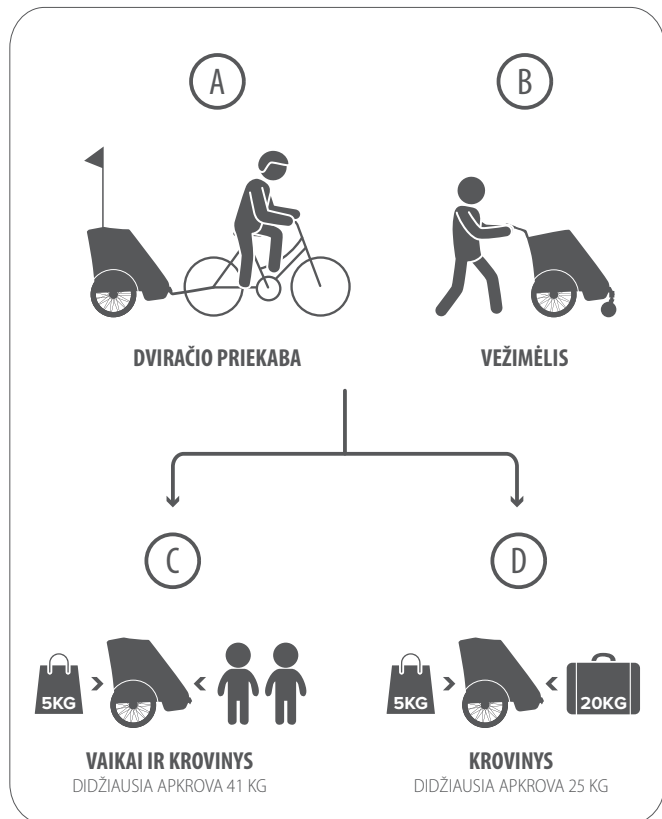 A
B
DVIRAČIO PRIEKABA
VEŽIMĖLIS
C
D
5KG
5KG
20KG
VAIKAI IR KROVINYS
DIDŽIAUSIA APKROVA 41 KG
KROVINYS
DIDŽIAUSIA APKROVA 25 KG